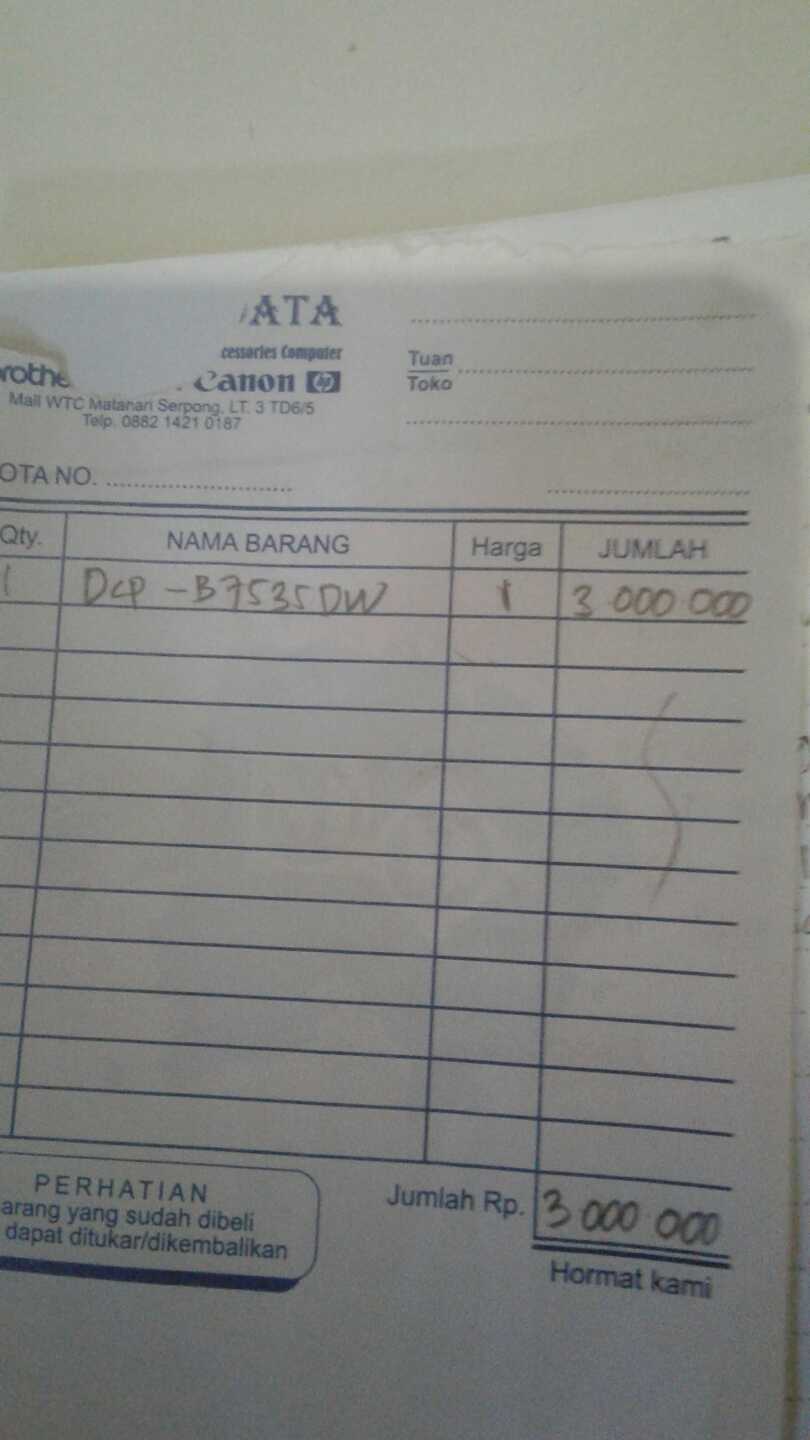 ATA
cessories Computer
rothe Canon hp
Mall WTC Matahari Serpong, LT. 3 TD6/5
Telp. 0882 1421 0187
Tuan
Toko
OTA NO.
Qty. NAMA BARANG Harga JUMLAH
1 DCP-B7535DW 3 000 000
PERHATIAN
arang yang sudah dibeli
dapat ditukar/dikembalikan
Jumlah Rp. 3 000 000
Hormat kami